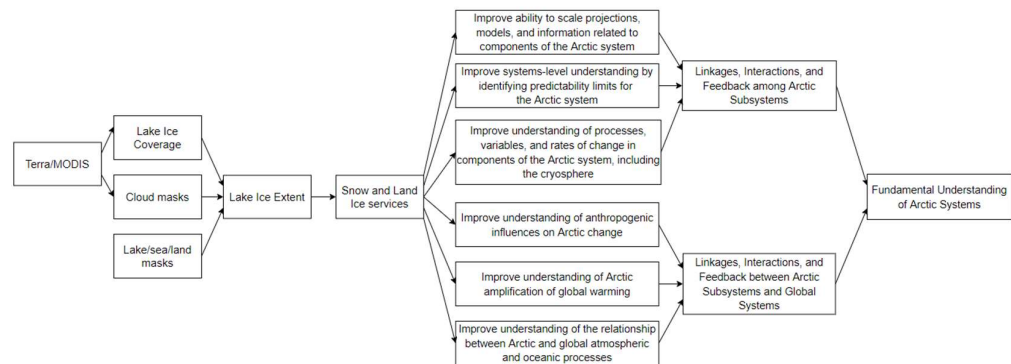 Terra/MODIS
Lake Ice
Coverage
Cloud masks
Lake/sea/land
masks
Lake Ice Extent
Snow and Land
Ice services
Improve ability to scale projections,
models, and information related to
components of the Arctic system
Improve systems-level understanding by
identifying predictability limits for
the Arctic system
Improve understanding of processes,
variables, and rates of change in
components of the Arctic system, including
the cryosphere
Improve understanding of anthropogenic
influences on Arctic change
Improve understanding of Arctic
amplification of global warming
Improve understanding of the relationship
between Arctic and global atmospheric
and oceanic processes
Linkages, Interactions, and
Feedback among Arctic
Subsystems
Linkages, Interactions, and
Feedback between Arctic
Subsystems and Global
Systems
Fundamental Understanding
of Arctic Systems